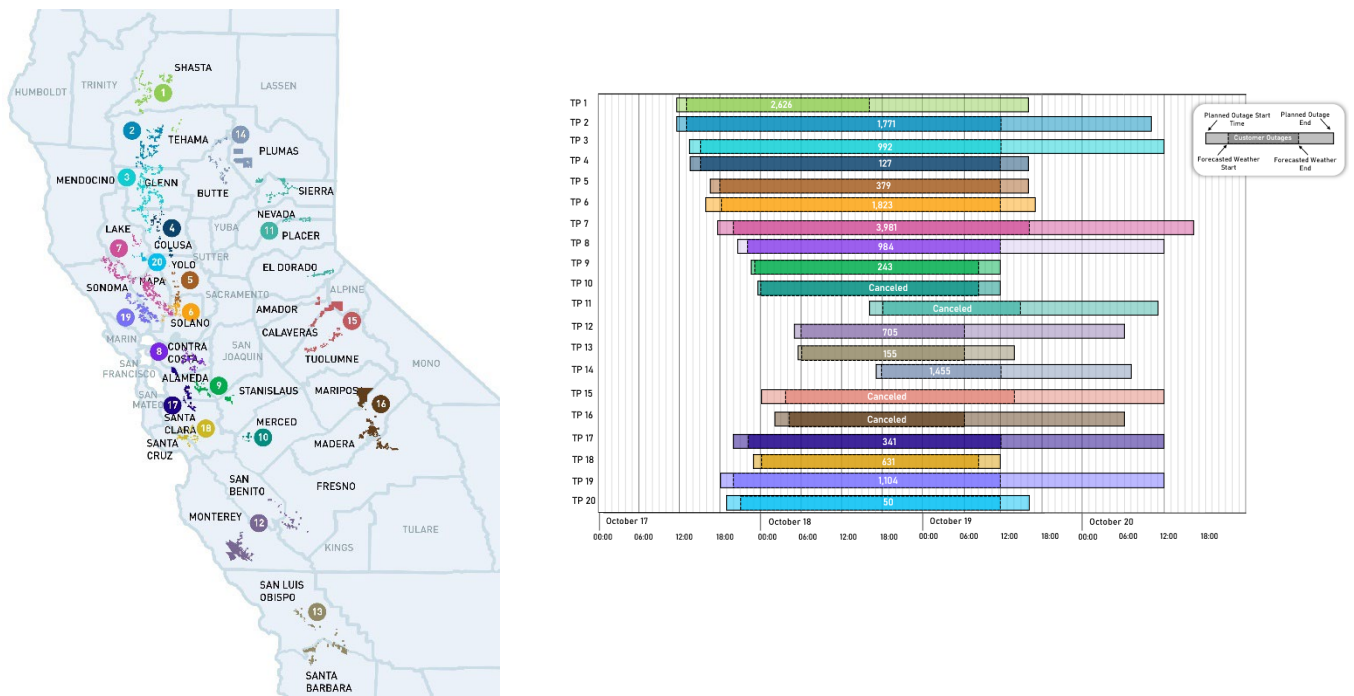 SHASTA
HUMBOLDT
TRINITY
LASSEN
1
2
14
TEHAMA
PLUMAS
MENDOCINO
3
GLENN
BUTTE
SIERRA
NEVADA
LAKE
4
YUBA
11
PLACER
7
COLUSA
SUTTER
20
YOLO
EL DORADO
5
NAPA
SONOMA
SACRAMENTO
ALPINE
6
AMADOR
19
SOLANO
15
CALAVERAS
MARIN
CONTRA
COSTA
8
SAN
JOAQUIN
TUOLUMNE
SAN
FRANCISCO
MONO
ALAMEDA
9
STANISLAUS
MARIPOSA
SAN
MATEO
17
16
SANTA
CLARA
18
MERCED
10
SANTA
CRUZ
MADERA
SAN
BENITO
FRESNO
MONTEREY
12
TULARE
KINGS
SAN LUIS
OBISPO
13
SANTA
BARBARA
TP 1
2,626
TP 2
1,771
TP 3
992
TP 4
127
TP 5
379
TP 6
1,823
TP 7
3,981
TP 8
984
TP 9
243
TP 10
Canceled
TP 11
Canceled
TP 12
705
TP 13
155
TP 14
1,455
TP 15
Canceled
TP 16
Canceled
TP 17
341
TP 18
631
TP 19
1,104
TP 20
50
October 17 October 18 October 19 October 20
00:00 06:00 12:00 18:00 00:00 06:00 12:00 18:00 00:00 06:00 12:00 18:00 00:00 06:00 12:00 18:00
Planned Outage Start
Time
Planned Outage
End
Customer Outages
Forecasted Weather
Start
Forecasted Weather
End